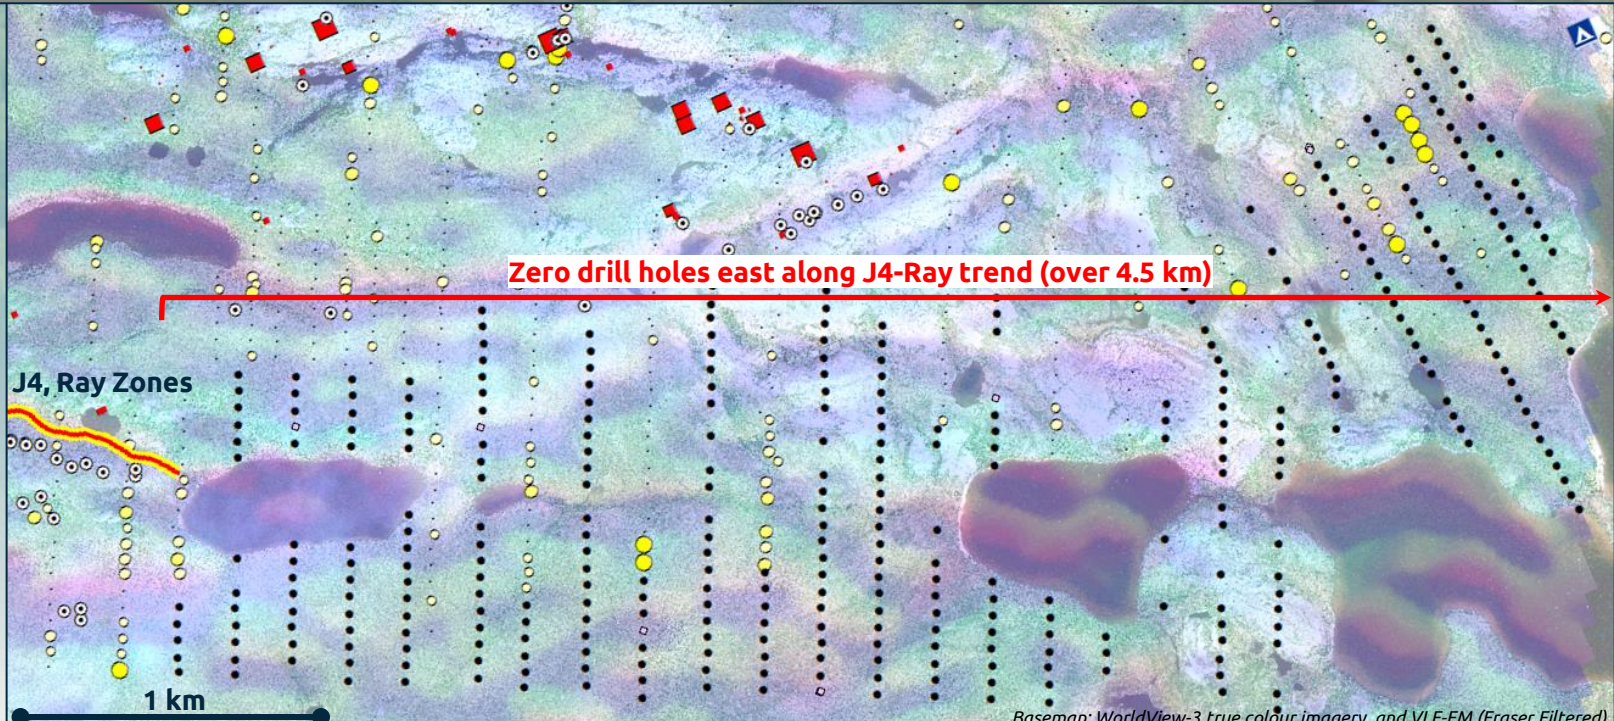 Zero drill holes east along J4-Ray trend (over 4.5 km)
J4, Ray Zones
1 km
Basemap: WorldView-3 true colour imagery, and VLF-EM (Fraser Filtered)